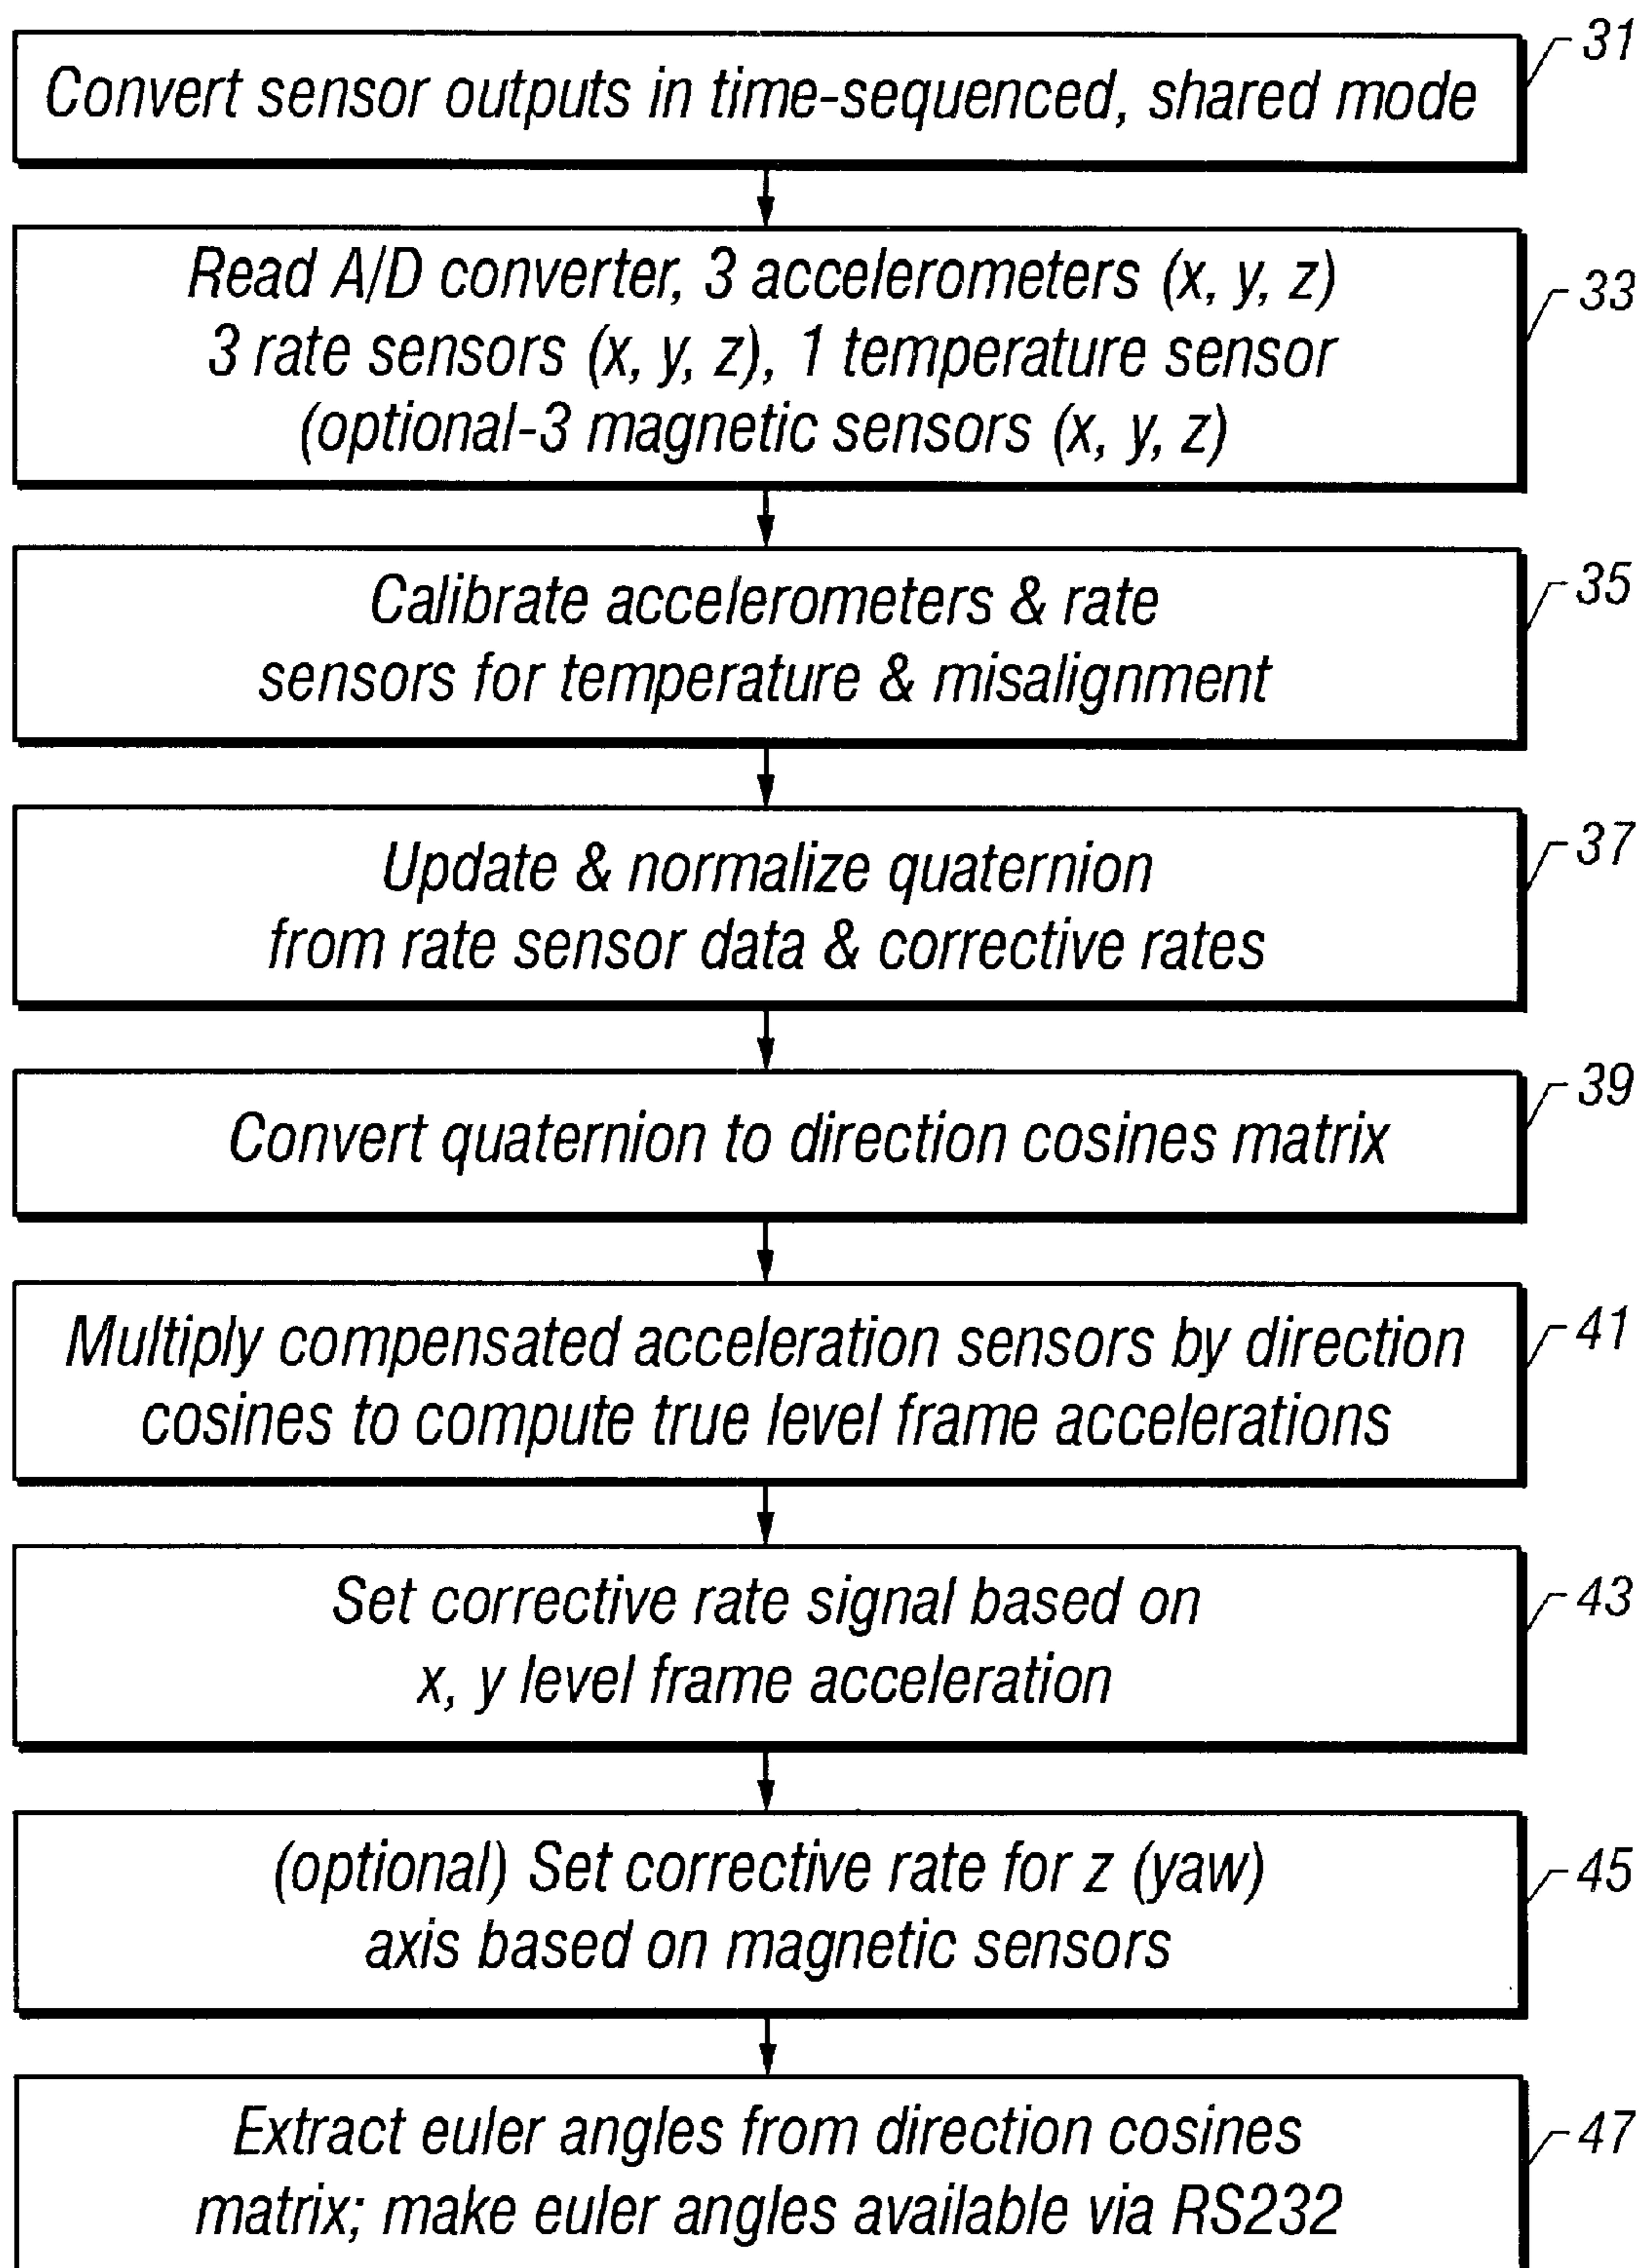 31
Convert sensor outputs in time-sequenced, shared mode
Read A/D converter, 3 accelerometers (x, y, z)
33
3 rate sensors (x, y, z), 1 temperature sensor
(optional-3 magnetic sensors (x, y, z)
35
Calibrate accelerometers & rate
sensors for temperature & misalignment
37
Update & normalize quaternion
from rate sensor data & corrective rates
39
Convert quaternion to direction cosines matrix
41
Multiply compensated acceleration sensors by direction
cosines to compute true level frame accelerations
43
Set corrective rate signal based on
x, y level frame acceleration
45
(optional) Set corrective rate for z (yaw)
axis based on magnetic sensors
47
Extract euler angles from direction cosines
matrix; make euler angles available via RS232